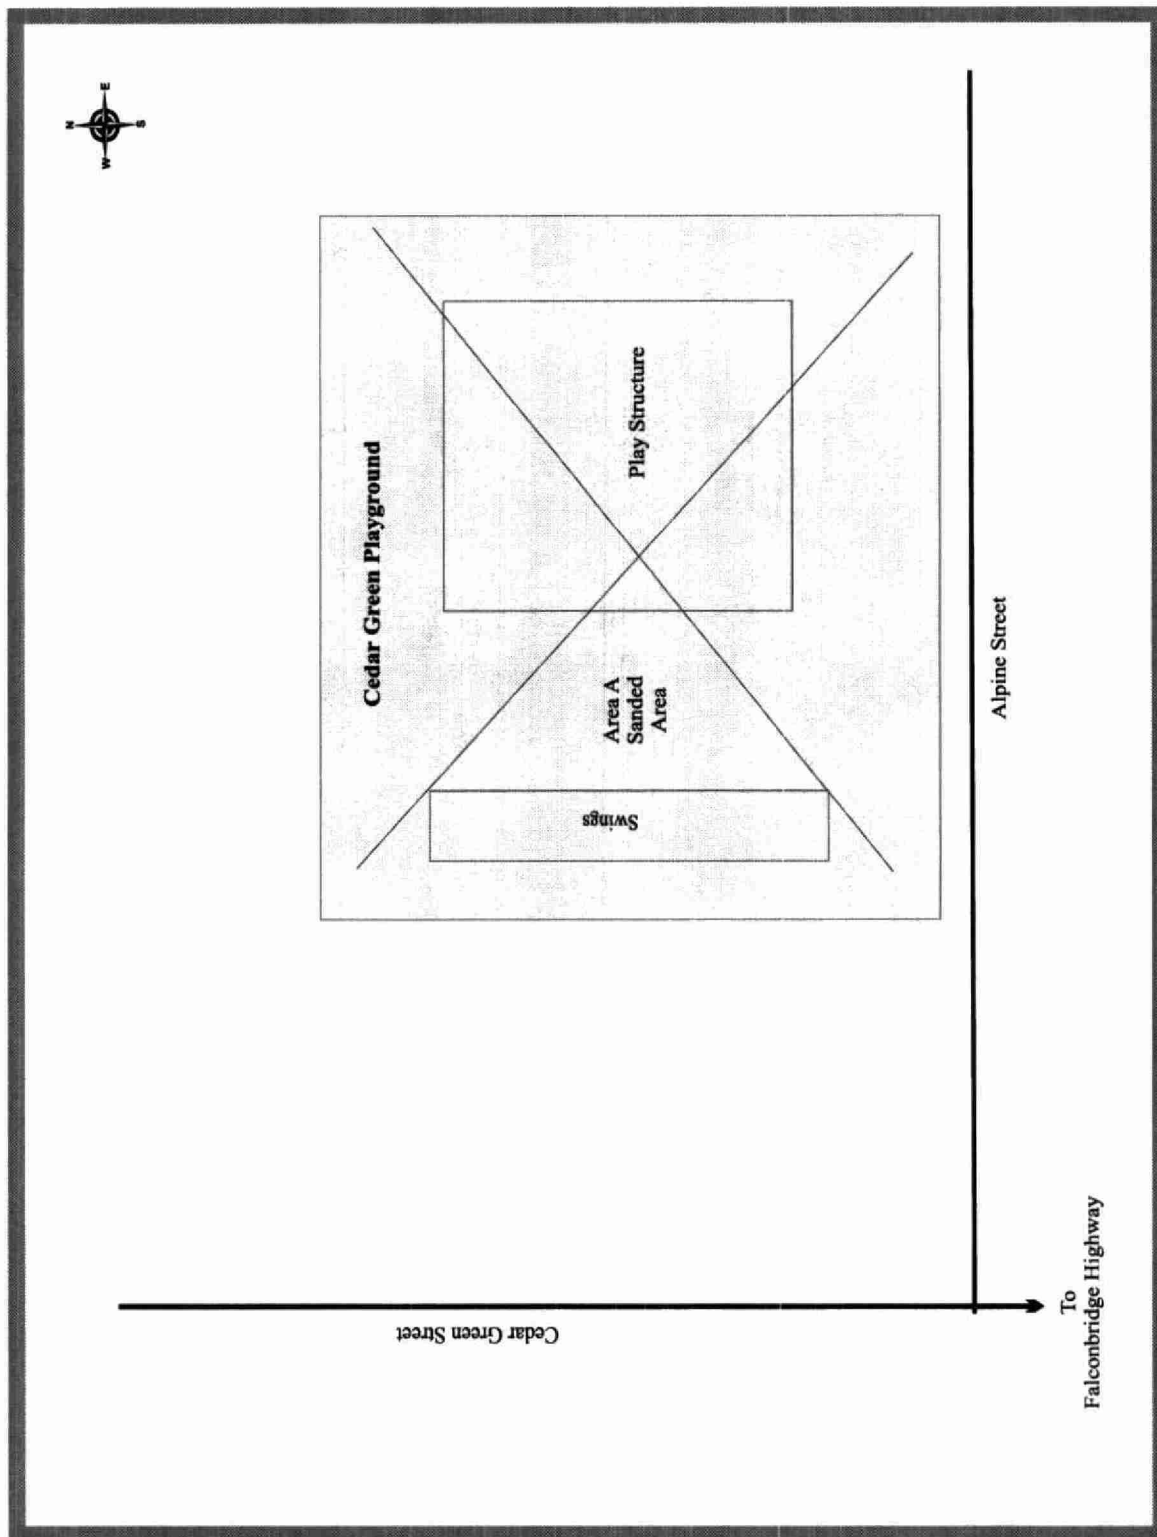 N
W
E
S
Cedar Green Playground
Swings
Area A
Sanded
Area
Play Structure
Cedar Green Street
Alpine Street
To
Falconbridge Highway